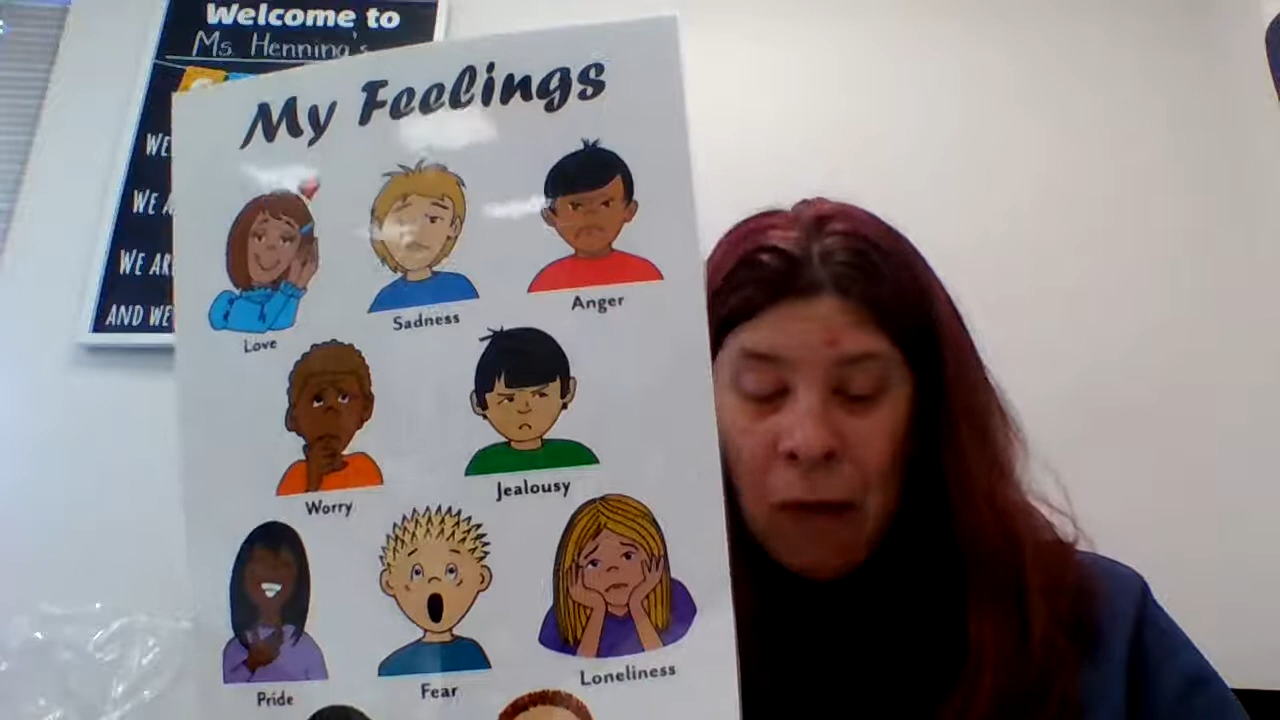 Welcome to
Ms. Henning's
WE
WE A
WE AR
AND WE
My Feelings
Love
Sadness
Anger
Worry
Jealousy
Pride
Fear
Loneliness